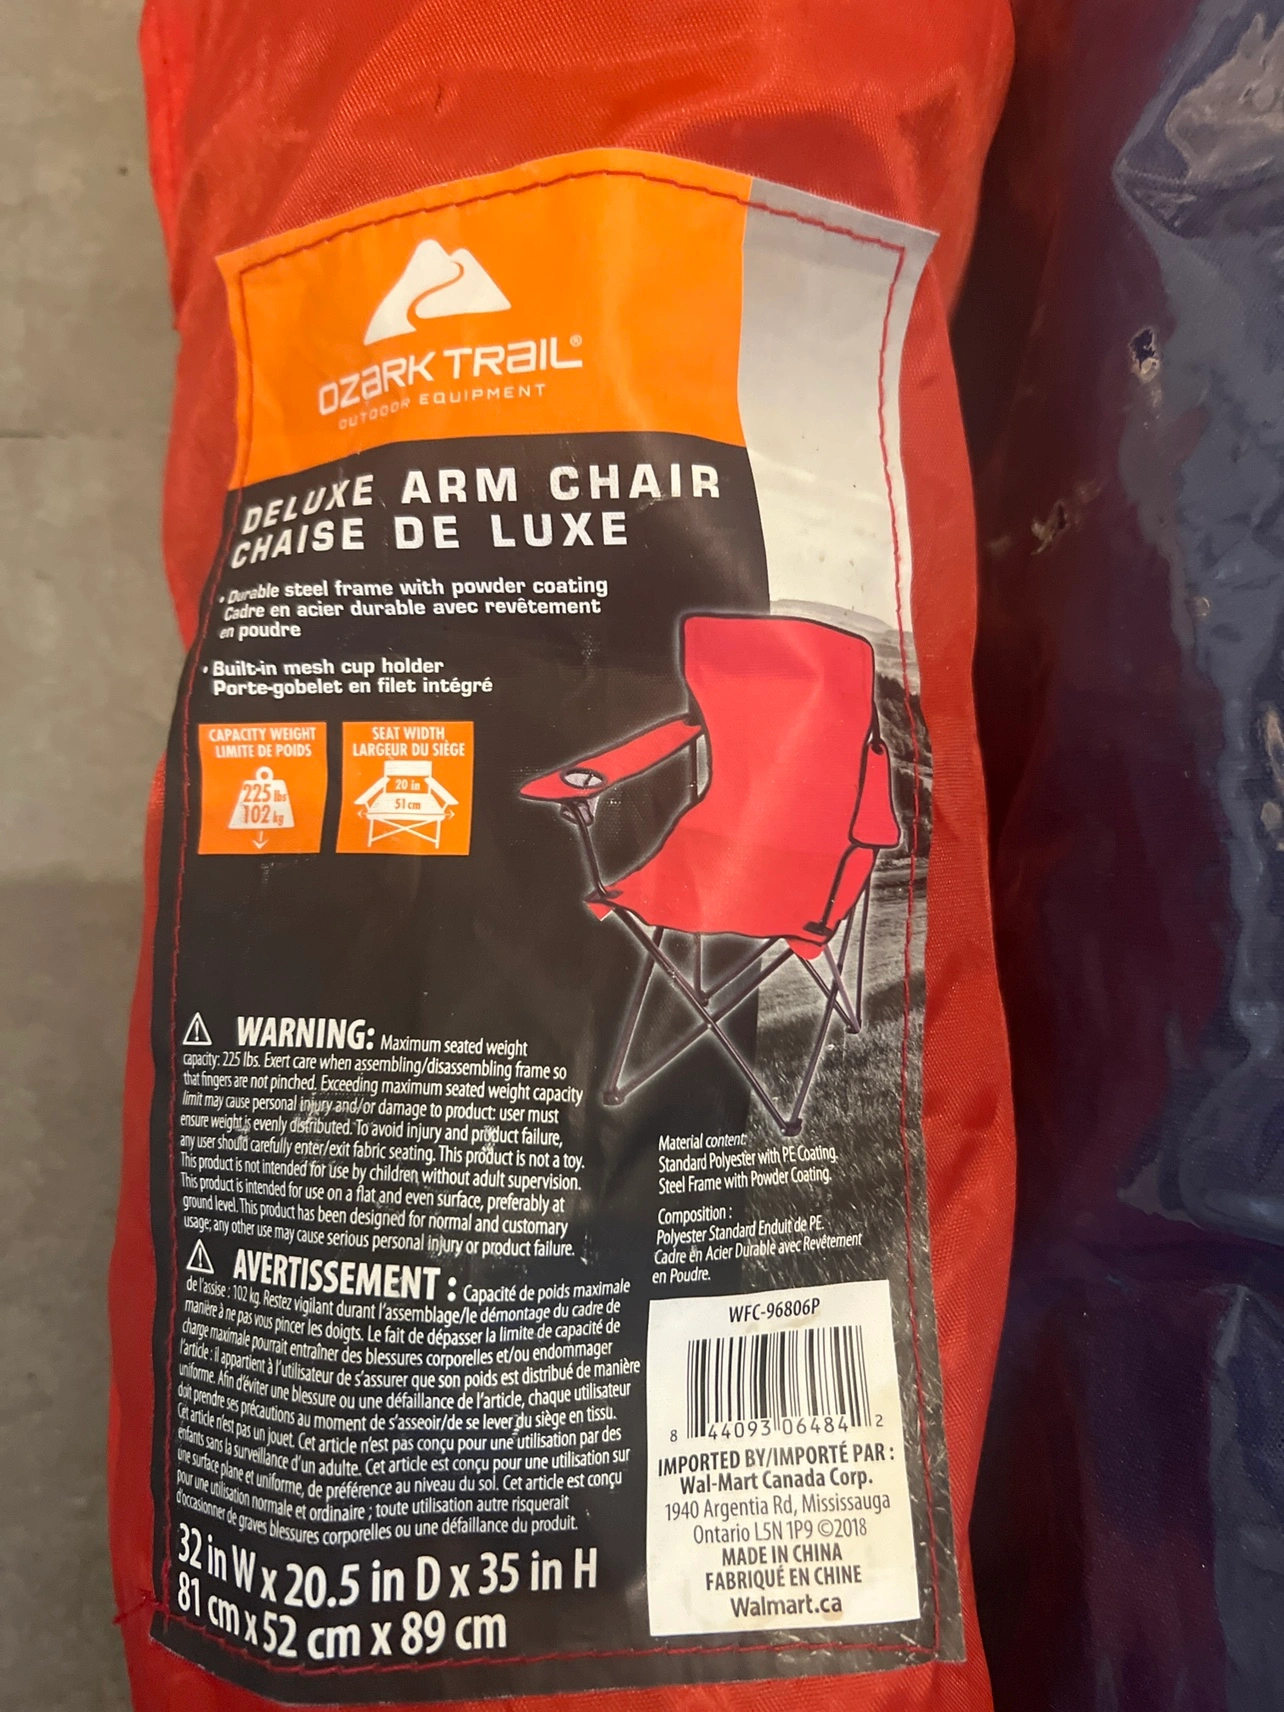 OZARK TRAIL®
OUTDOOR EQUIPMENT
DELUXE ARM CHAIR
CHAISE DE LUXE
• Durable steel frame with powder coating
Cadre en acier durable avec revêtement
en poudre
• Built-in mesh cup holder
Porte-gobelet en filet intégré
CAPACITY WEIGHT
LIMITE DE POIDS
225 lbs
102 kg
SEAT WIDTH
LARGEUR DU SIÈGE
20 in
51 cm
WARNING: Maximum seated weight
capacity: 225 lbs. Exert care when assembling/disassembling frame so
that fingers are not pinched. Exceeding maximum seated weight capacity
limit may cause personal injury and/or damage to product: user must
ensure weight is evenly distributed. To avoid injury and product failure,
any user should carefully enter/exit fabric seating. This product is not a toy.
This product is not intended for use by children without adult supervision.
This product is intended for use on a flat and even surface, preferably at
ground level. This product has been designed for normal and customary
usage; any other use may cause serious personal injury or product failure.
AVERTISSEMENT : Capacité de poids maximale
de l'assise : 102 kg. Restez vigilant durant l'assemblage/le démontage du cadre de
manière à ne pas vous pincer les doigts. Le fait de dépasser la limite de capacité de
charge maximale pourrait entraîner des blessures corporelles et/ou endommager
l'article : il appartient à l'utilisateur de s'assurer que son poids est distribué de manière
uniforme. Afin d'éviter une blessure ou une défaillance de l'article, chaque utilisateur
doit prendre ses précautions au moment de s'asseoir/de se lever du siège en tissu.
Cet article n'est pas un jouet. Cet article n'est pas conçu pour une utilisation par des
enfants sans la surveillance d'un adulte. Cet article est conçu pour une utilisation sur
une surface plane et uniforme, de préférence au niveau du sol. Cet article est conçu
pour une utilisation normale et ordinaire ; toute utilisation autre risquerait
d'occasionner de graves blessures corporelles ou une défaillance du produit.
32 in W x 20.5 in D x 35 in H
81 cm x 52 cm x 89 cm
Material content:
Standard Polyester with PE Coating.
Steel Frame with Powder Coating.
Composition :
Polyester Standard Enduit de PE.
Cadre en Acier Durable avec Revêtement
en Poudre.
WFC-96806P
8 44093 06484 2
IMPORTED BY/IMPORTÉ PAR :
Wal-Mart Canada Corp.
1940 Argentia Rd, Mississauga
Ontario L5N 1P9 ©2018
MADE IN CHINA
FABRIQUÉ EN CHINE
Walmart.ca